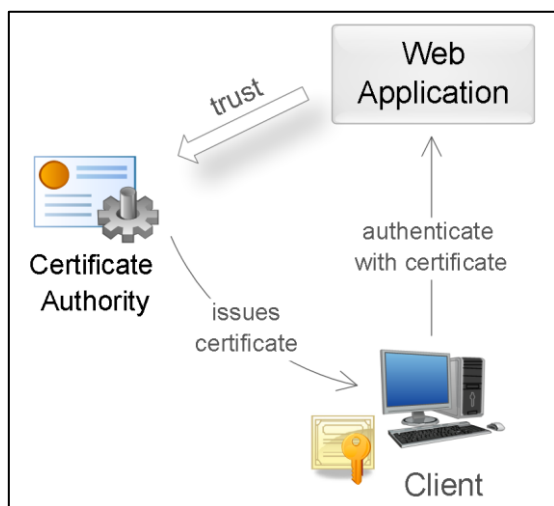 Web
Application
trust
Certificate
Authority
authenticate
with certificate
issues
certificate
Client